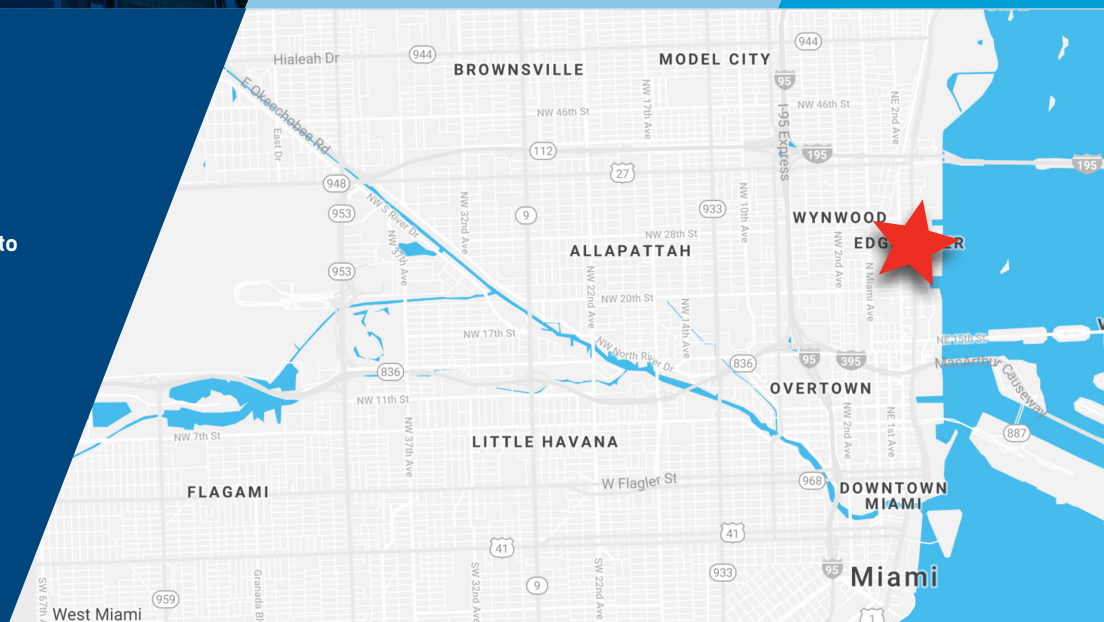 to
944
944
Hialeah Dr
BROWNSVILLE
MODEL CITY
95
E Okeechobee Rd
NW 17th Ave
NW 46th St
NW 46th St
NE 2nd Ave
I-95 Express
East Dr
112
195
195
27
948
953
NW S River Dr
NW 32nd Ave
9
933
NW 10th Ave
WYNWOOD
NW 28th St
ALLAPATTAH
NW 37th Ave
NW 2nd Ave
953
NW 22nd Ave
N Miami Ave
NW 20th St
NW 14th Ave
NW 17th St
NE 15th St
NW North River Dr
836
95
395
MacArthur Causeway
836
OVERTOWN
NW 11th St
NW 2nd Ave
NE 1st Ave
NW 7th St
NW 37th Ave
LITTLE HAVANA
887
FLAGAMI
W Flagler St
968
DOWNTOWN
MIAMI
41
41
SW 67th
Granada
SW 32nd Ave
SW 22nd Ave
9
933
95
Miami
959
West Miami
1